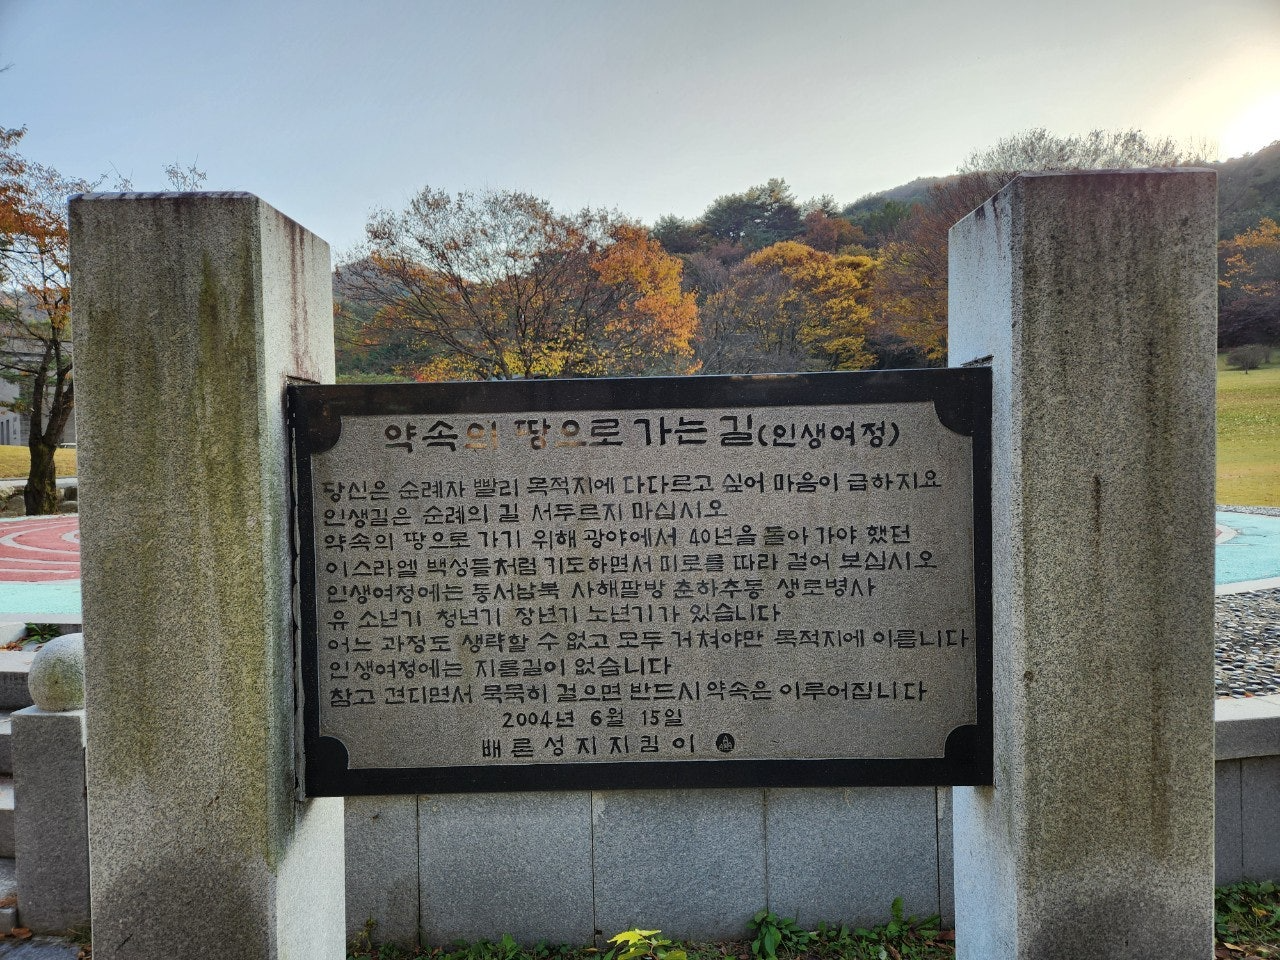 약속의 땅으로 가는 길(인생여정)
당신은 순례자 빨리 목적지에 다다르고 싶어 마음이 급하지요
인생길은 순례의 길 서두르지 마십시오
약속의 땅으로 가기 위해 광야에서 40년을 돌아가야 했던
이스라엘 백성들처럼 기도하면서 피로를 따라 걸어 보십시오
인생여정에는 동서남북 사해팔방 춘하추동 생로병사
유 소년기 청년기 장년기 노년기가 있습니다
어느 과정도 생략할 수 없고 모두 거쳐야만 목적지에 이릅니다
인생여정에는 지름길이 없습니다
참고 견디면서 묵묵히 걸으면 반드시 약속은 이루어집니다
2004년 6월 15일
배론성지지킴이